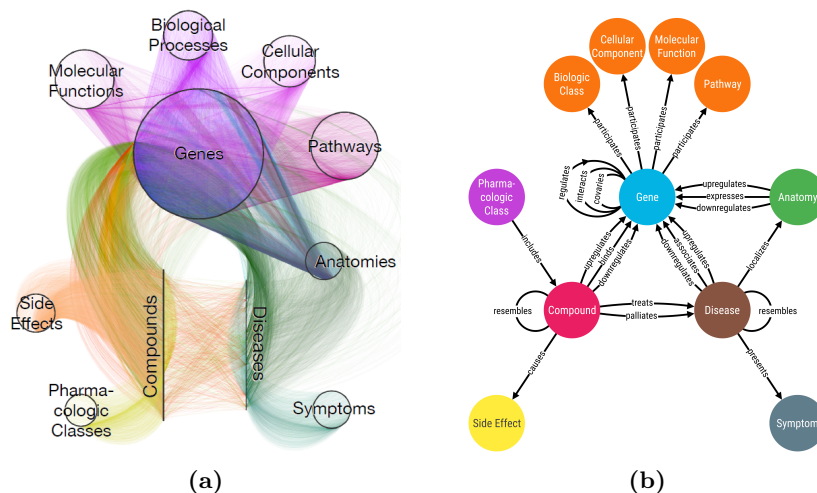 Biological
Processes
Cellular
Components
Molecular
Functions
Genes
Pathways
Anatomies
Side
Effects
Compounds
Diseases
Pharma-
cologic
Classes
Symptoms
(a)
Cellular
Component
Molecular
Function
Biologic
Class
Pathway
participates
participates
participates
participates
regulates
interacts
covaries
Pharma-
cologic
Class
Gene
upregulates
expresses
downregulates
Anatomy
includes
upregulates
binds
downregulates
upregulates
associates
downregulates
localizes
resembles
Compound
treats
palliates
Disease
resembles
causes
presents
Side Effect
Symptom
(b)